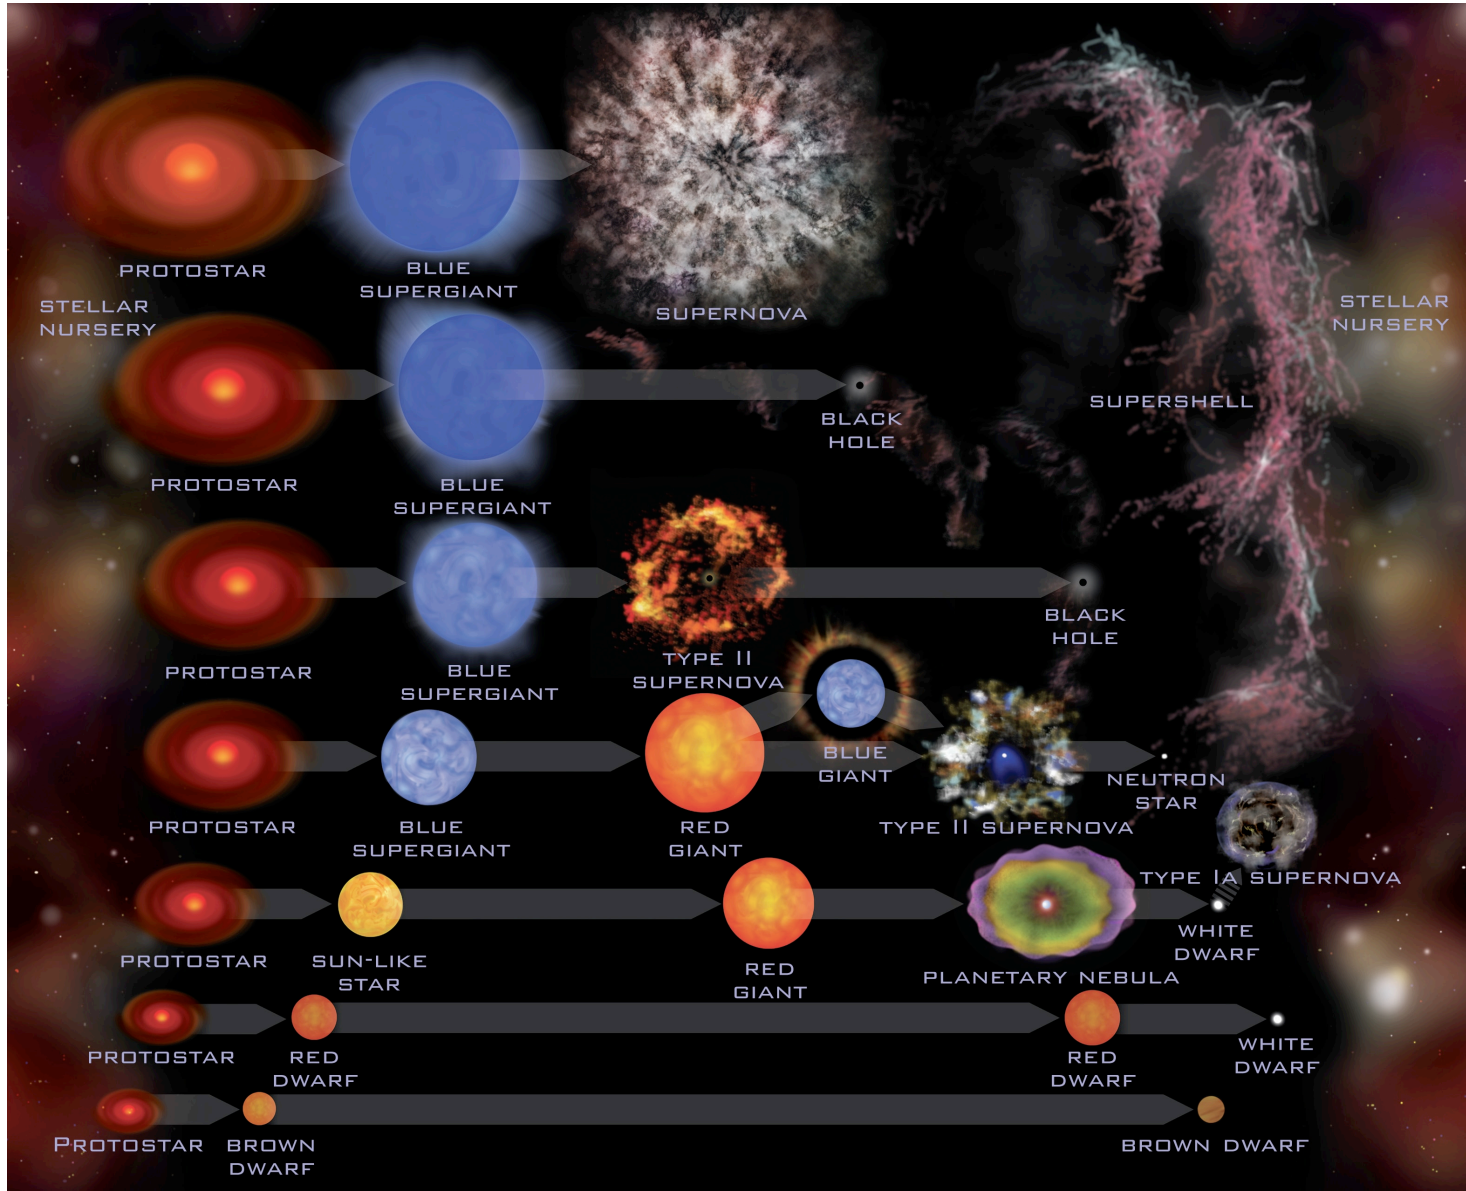 PROTOSTAR
BLUE
SUPERGIANT
SUPERNOVA
STELLAR
NURSERY
STELLAR
NURSERY
SUPERSHELL
PROTOSTAR
BLUE
SUPERGIANT
BLACK
HOLE
PROTOSTAR
BLUE
SUPERGIANT
TYPE II
SUPERNOVA
BLACK
HOLE
PROTOSTAR
BLUE
SUPERGIANT
RED
GIANT
BLUE
GIANT
TYPE II SUPERNOVA
NEUTRON
STAR
TYPE IA SUPERNOVA
PROTOSTAR
SUN-LIKE
STAR
RED
GIANT
PLANETARY NEBULA
WHITE
DWARF
PROTOSTAR
RED
DWARF
RED
DWARF
WHITE
DWARF
PROTOSTAR
BROWN
DWARF
BROWN DWARF